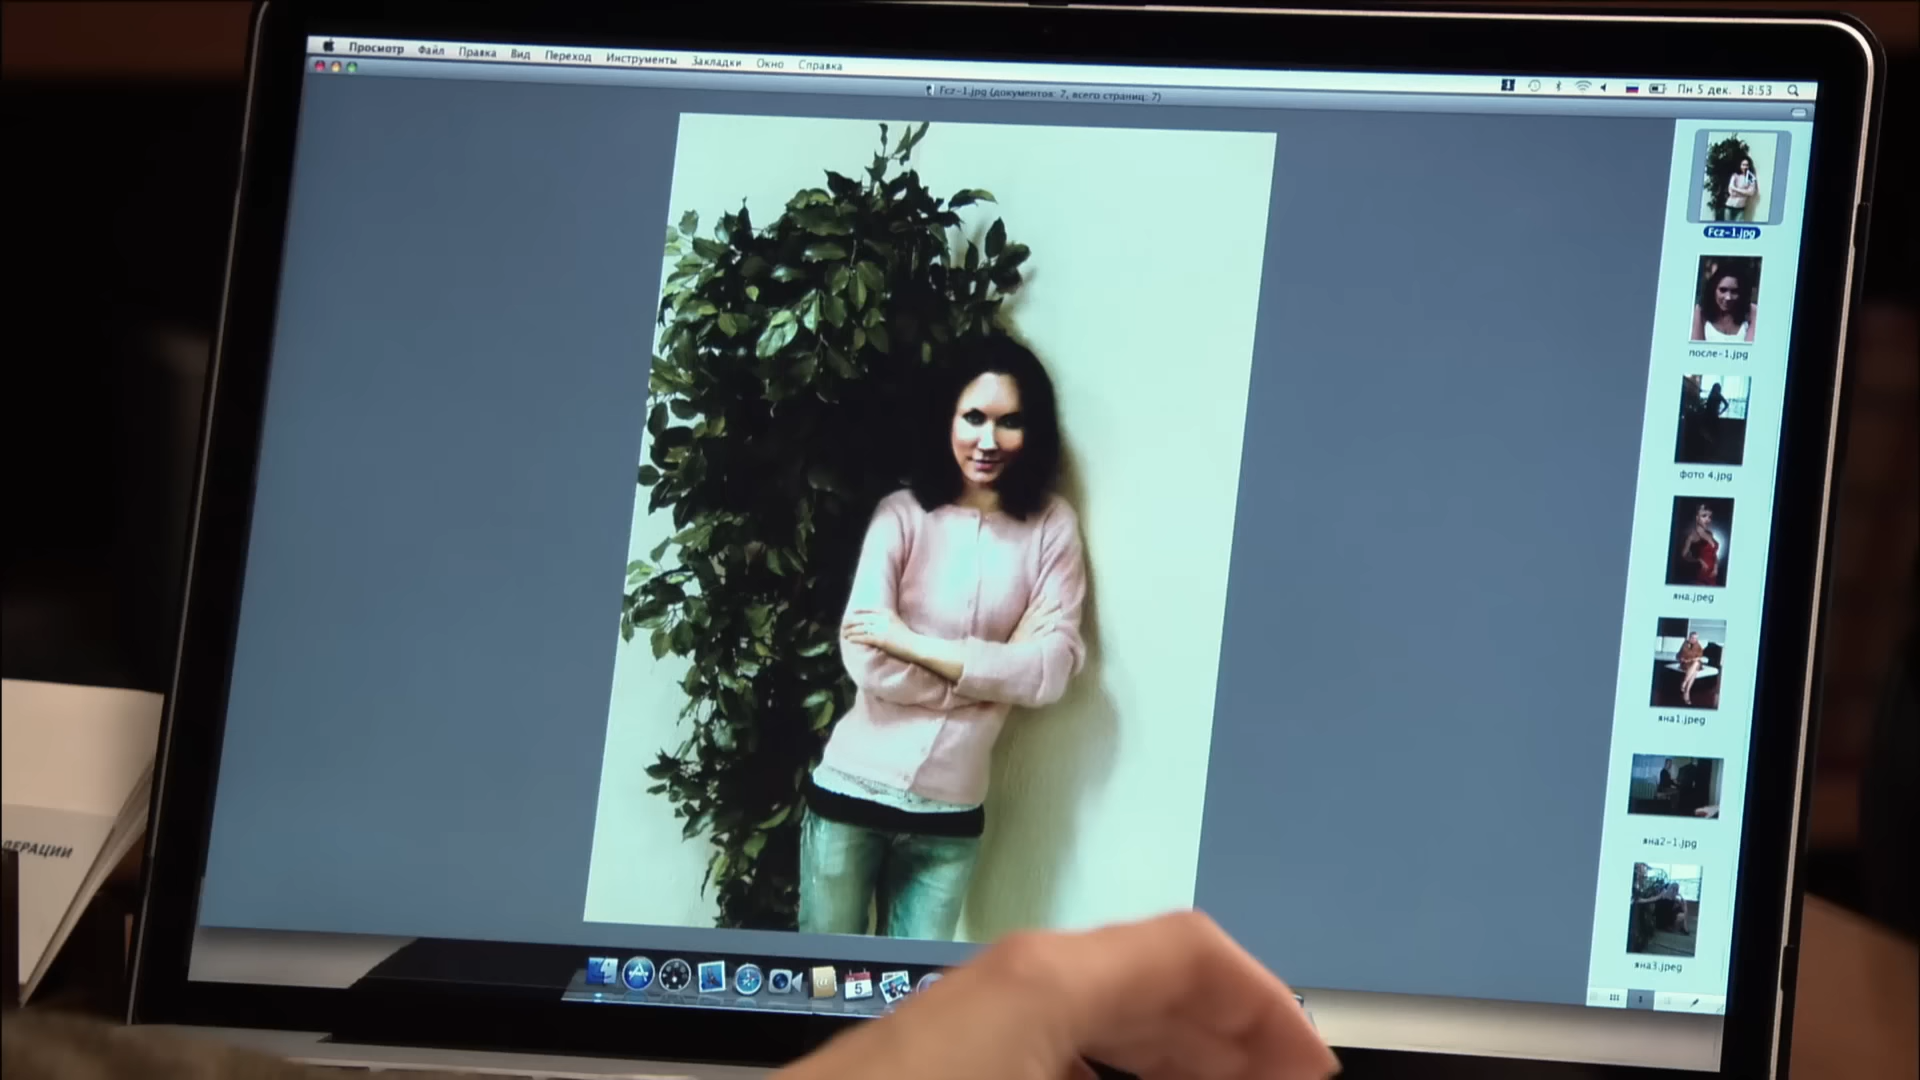 Просмотр Файл Правка Вид Переход Инструменты Закладки Окно Справка
Пн 5 дек. 18:53
Fcz-1.jpg (документов: 7, всего страниц: 7)
Fcz-1.jpg
после-1.jpg
фото 4.jpg
яна.jpeg
яна1.jpeg
яна2-1.jpg
яна3.jpeg
ДЕРАЦИИ
5